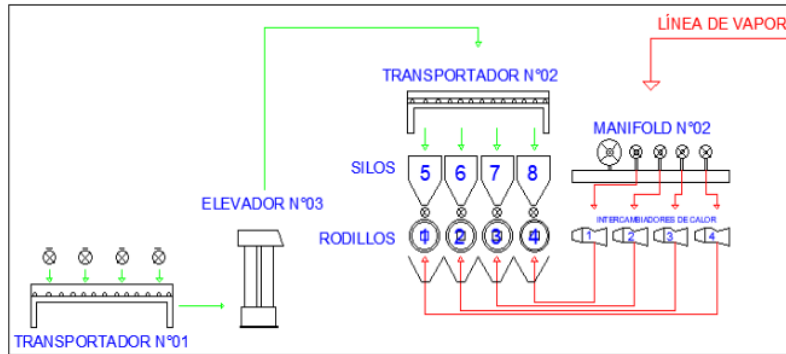 LÍNEA DE VAPOR
TRANSPORTADOR N°02
MANIFOLD N°02
SILOS
5 6 7 8
ELEVADOR N°03
INTERCAMBIADORES DE CALOR
RODILLOS
1 2 3 4
1 2 3 4
TRANSPORTADOR N°01